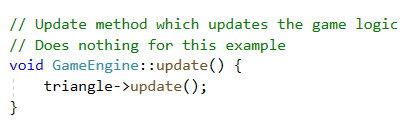 // Update method which updates the game logic
// Does nothing for this example
void GameEngine::update() {
    triangle->update();
}